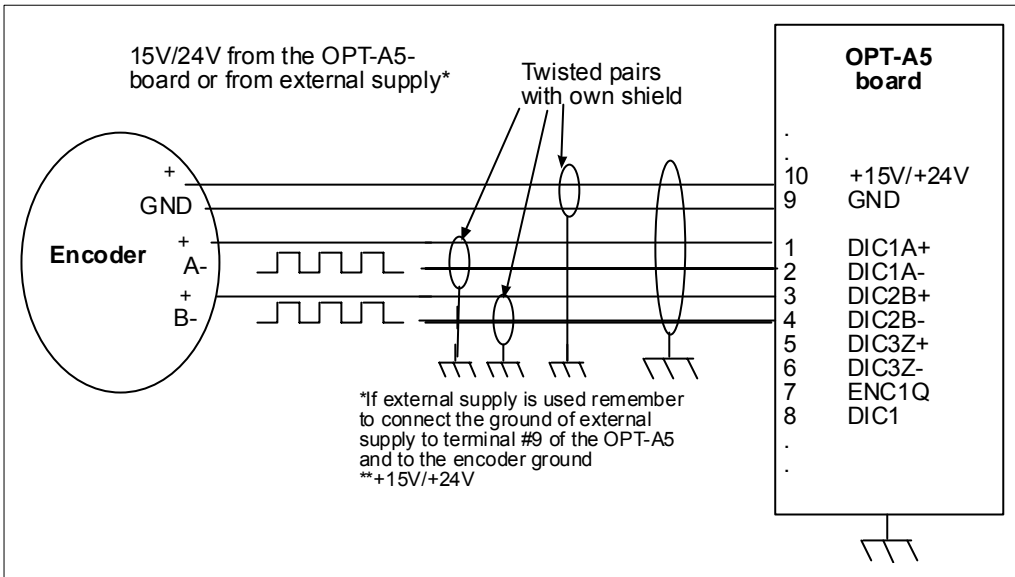 15V/24V from the OPT-A5-
board or from external supply*
Twisted pairs
with own shield
OPT-A5
board
.
.
10 +15V/+24V
9 GND
1 DIC1A+
2 DIC1A-
3 DIC2B+
4 DIC2B-
5 DIC3Z+
6 DIC3Z-
7 ENC1Q
8 DIC1
.
.
Encoder
+
GND
+
A-
+
B-
*If external supply is used remember
to connect the ground of external
supply to terminal #9 of the OPT-A5
and to the encoder ground
**+15V/+24V